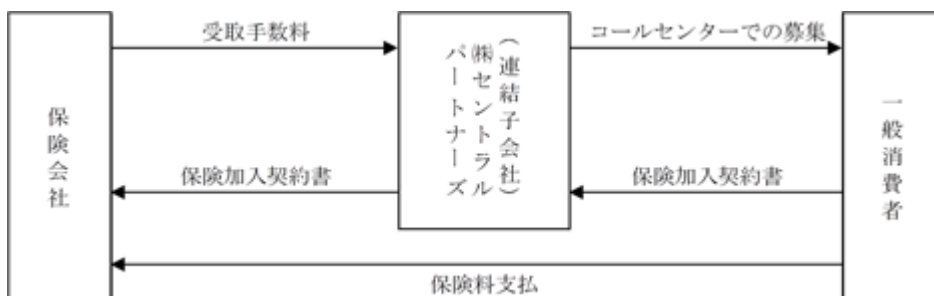 受取手数料
コールセンターでの募集
保険会社
（連結子会社）
㈱セントラル
パートナーズ
一般消費者
保険加入契約書
保険加入契約書
保険料支払